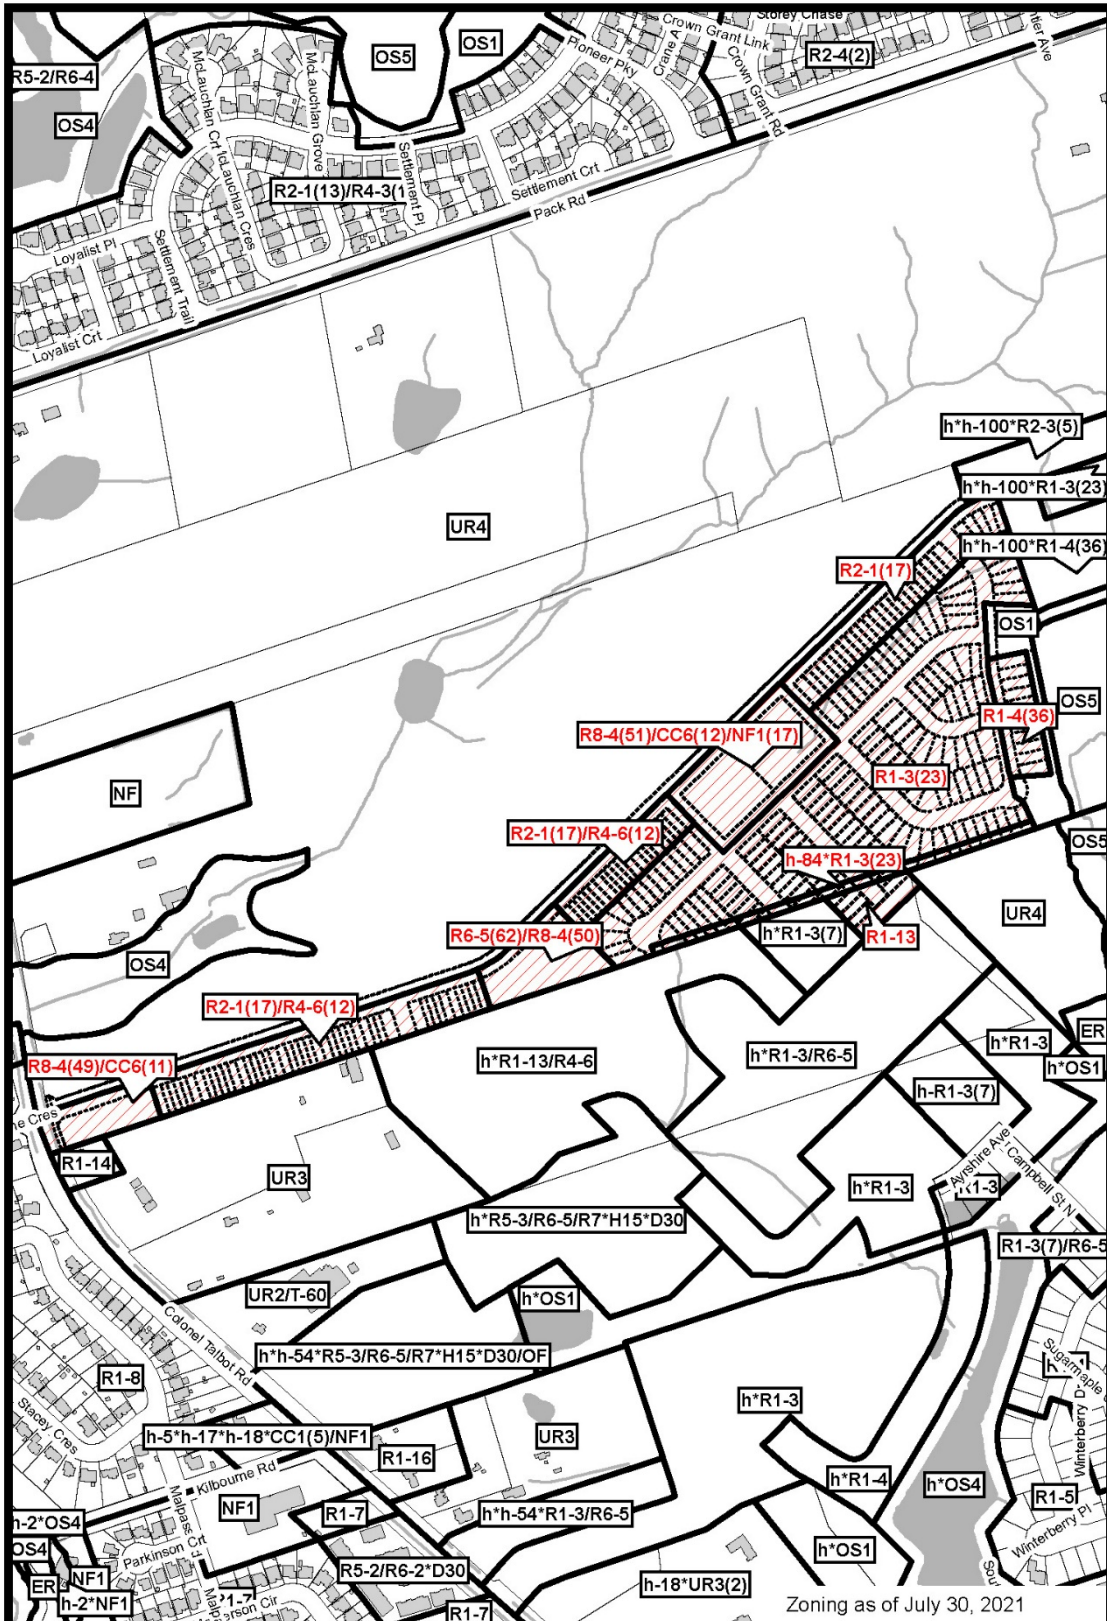 Storey Chase
Crown Grant Link
OS1
OS5
Pioneer Pky
R2-4(2)
R5-2/R6-4
OS4
McLauchlan Crt
McLauchlan Grove
Crown Grant Rd
McLauchlan Cres
Settlement Pl
R2-1(13)/R4-3(1
Settlement Crt
Pack Rd
Loyalist Pl
Settlement Trail
Loyalist Crt
h*h-100*R2-3(5)
h*h-100*R1-3(23)
UR4
h*h-100*R1-4(36)
R2-1(17)
OS1
OS5
R1-4(36)
R8-4(51)/CC6(12)/NF1(17)
R1-3(23)
NF
R2-1(17)/R4-6(12)
OS5
h-84*R1-3(23)
UR4
R6-5(62)/R8-4(50)
h*R1-3(7)
R1-13
OS4
R2-1(17)/R4-6(12)
ER
h*R1-3
h*R1-13/R4-6
h*R1-3/R6-5
R8-4(49)/CC6(11)
h*OS1
h-R1-3(7)
R1-14
UR3
Ayrshire Ave
Campbell St N
h*R1-3
R1-3
h*R5-3/R6-5/R7*H15*D30
R1-3(7)/R6-5
UR2/T-60
h*OS1
Colonel Talbot Rd
h*h-54*R5-3/R6-5/R7*H15*D30/OF
R1-8
h*R1-3
Winterberry D
Stacey Cres
h-5*h-17*h-18*CC1(5)/NF1
UR3
R1-16
Kilbourne Rd
h*R1-4
h*OS4
R1-5
NF1
R1-7
h*h-54*R1-3/R6-5
h-2*OS4
OS4
Parkinson Crt
Winterberry Pl
h*OS1
ER
NF1
R5-2/R6-2*D30
h-18*UR3(2)
h-2*NF1
R1-7
Zoning as of July 30, 2021